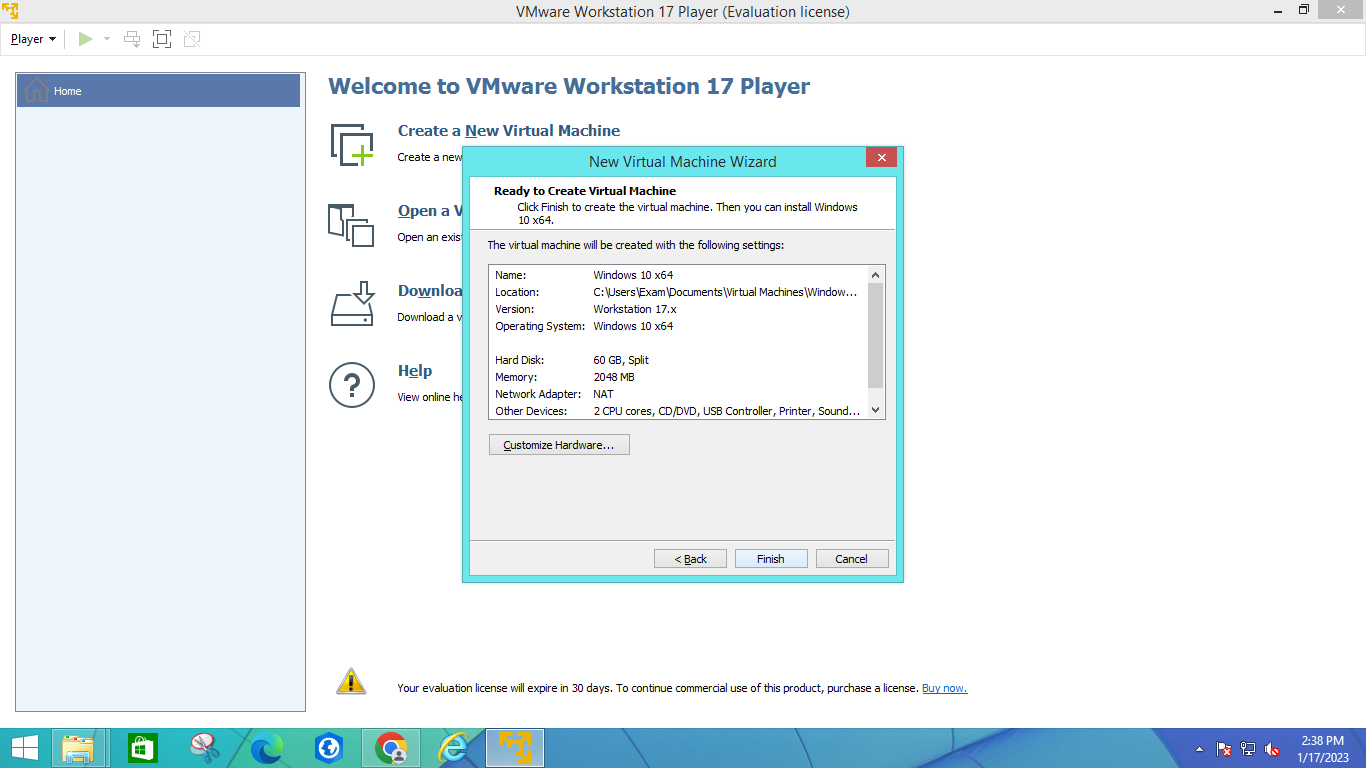 VMware Workstation 17 Player (Evaluation license)
Player
Home
Welcome to VMware Workstation 17 Player
Create a New Virtual Machine
Create a new
Open a V
Open an exis
Downloa
Download a v
Help
View online he
New Virtual Machine Wizard
Ready to Create Virtual Machine
Click Finish to create the virtual machine. Then you can install Windows
10 x64.
The virtual machine will be created with the following settings:
Name: Windows 10 x64
Location: C:\Users\Exam\Documents\Virtual Machines\Window...
Version: Workstation 17.x
Operating System: Windows 10 x64
Hard Disk: 60 GB, Split
Memory: 2048 MB
Network Adapter: NAT
Other Devices: 2 CPU cores, CD/DVD, USB Controller, Printer, Sound...
Customize Hardware...
< Back Finish Cancel
Your evaluation license will expire in 30 days. To continue commercial use of this product, purchase a license. Buy now.
2:38 PM
1/17/2023